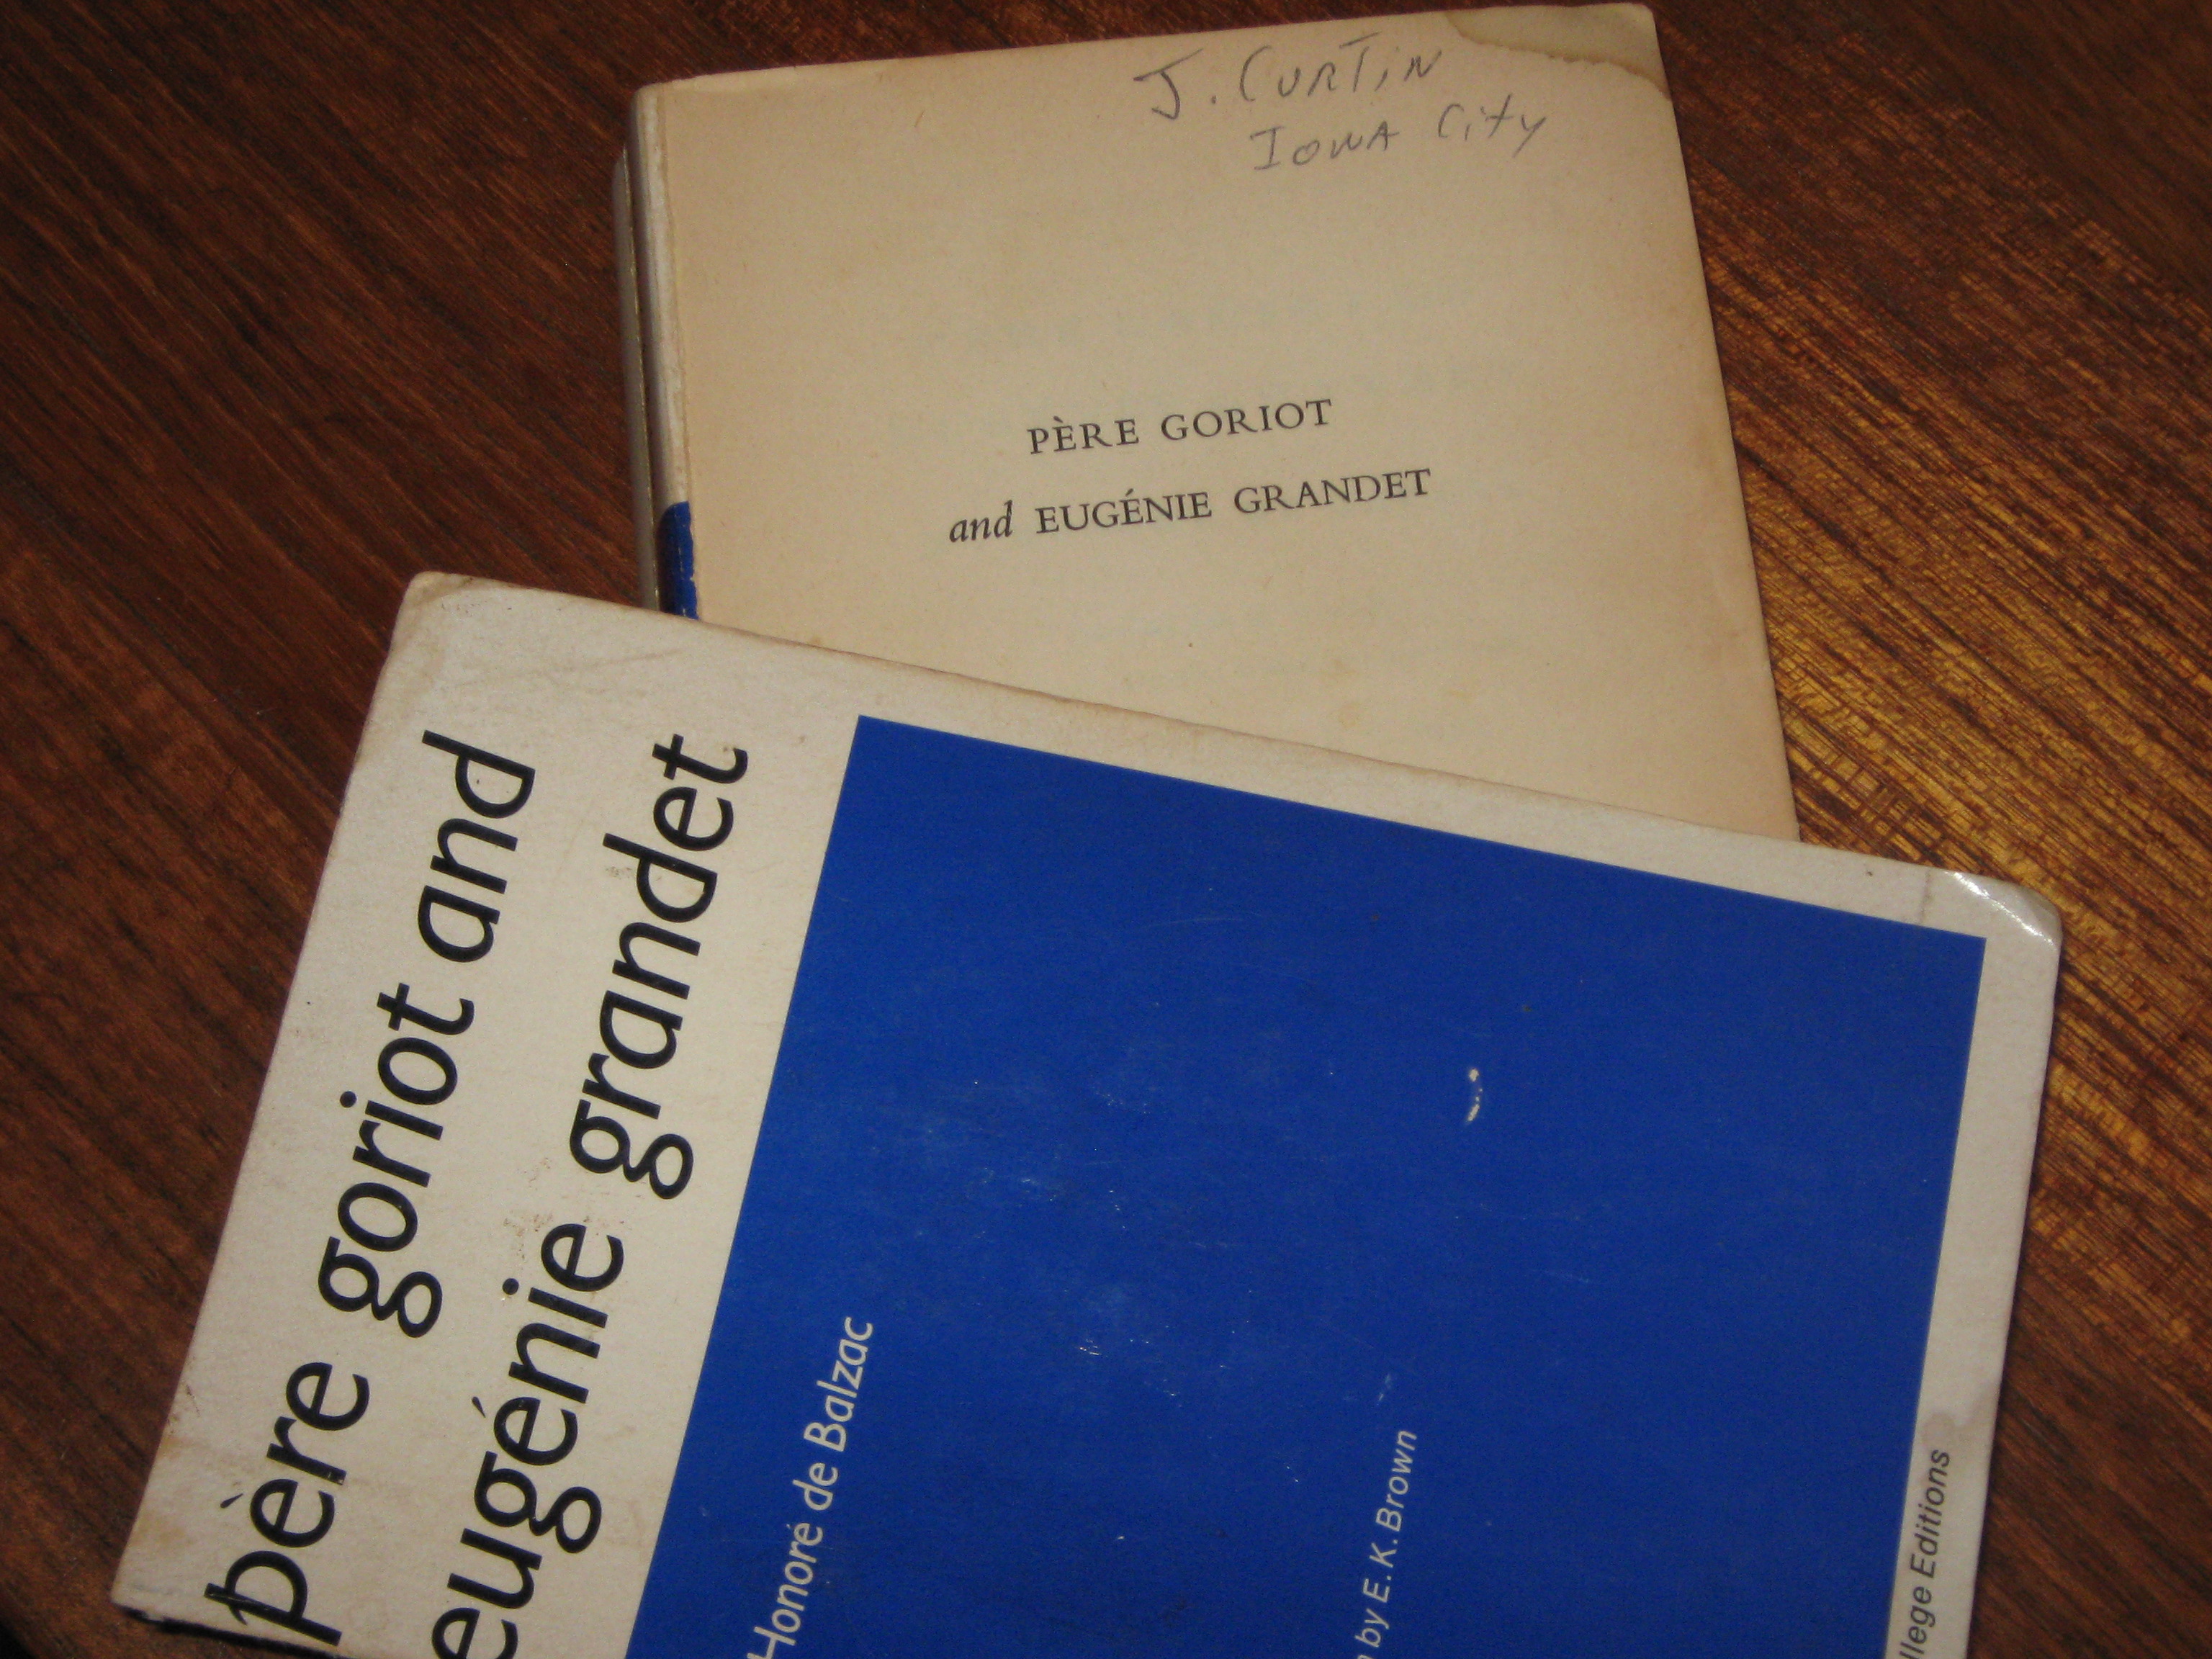 J. Curtin
Iowa City
PÈRE GORIOT
and EUGÉNIE GRANDET
père goriot and
eugénie grandet
Honoré de Balzac
by E. K. Brown
Editions